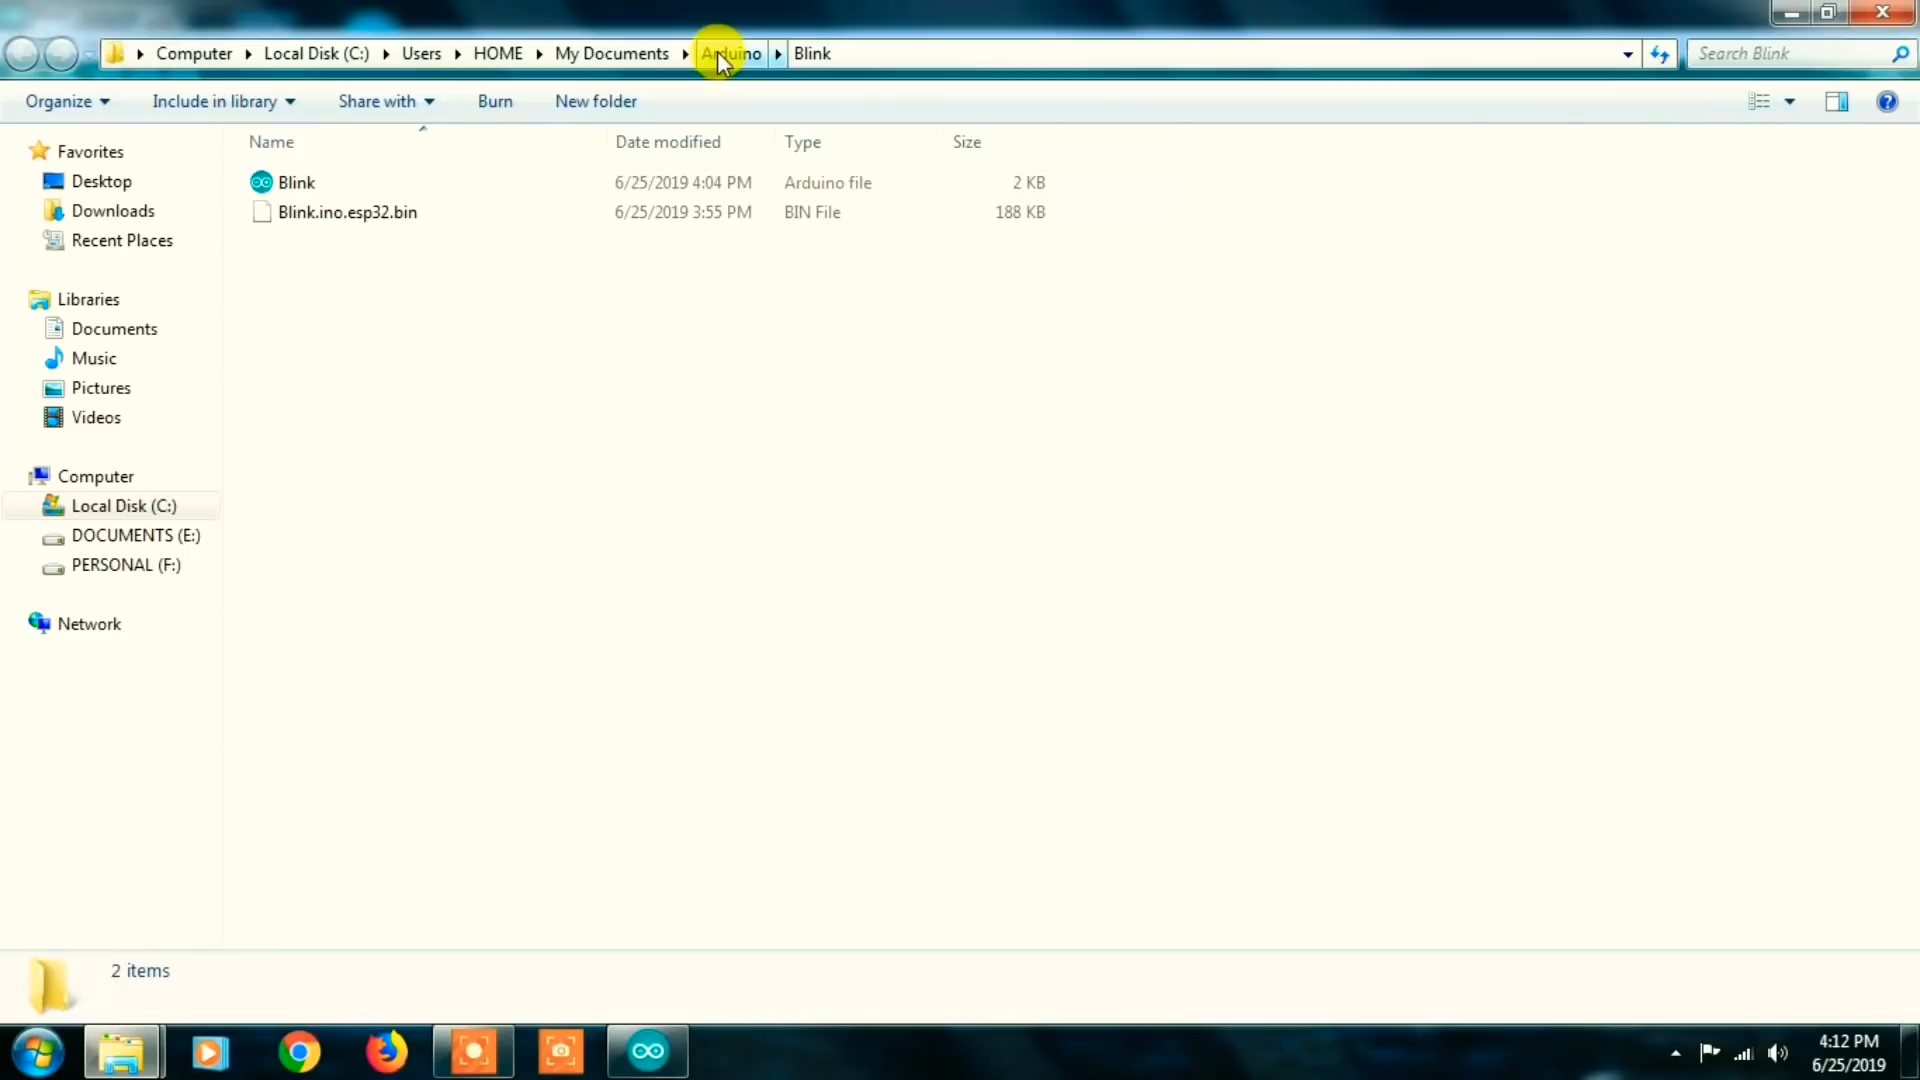 Computer Local Disk (C:) Users HOME My Documents Arduino Blink
Search Blink
Organize Include in library Share with Burn New folder
Name Date modified Type Size
Blink 6/25/2019 4:04 PM Arduino file 2 KB
Blink.ino.esp32.bin 6/25/2019 3:55 PM BIN File 188 KB
Favorites
Desktop
Downloads
Recent Places
Libraries
Documents
Music
Pictures
Videos
Computer
Local Disk (C:)
DOCUMENTS (E:)
PERSONAL (F:)
Network
2 items
4:12 PM
6/25/2019